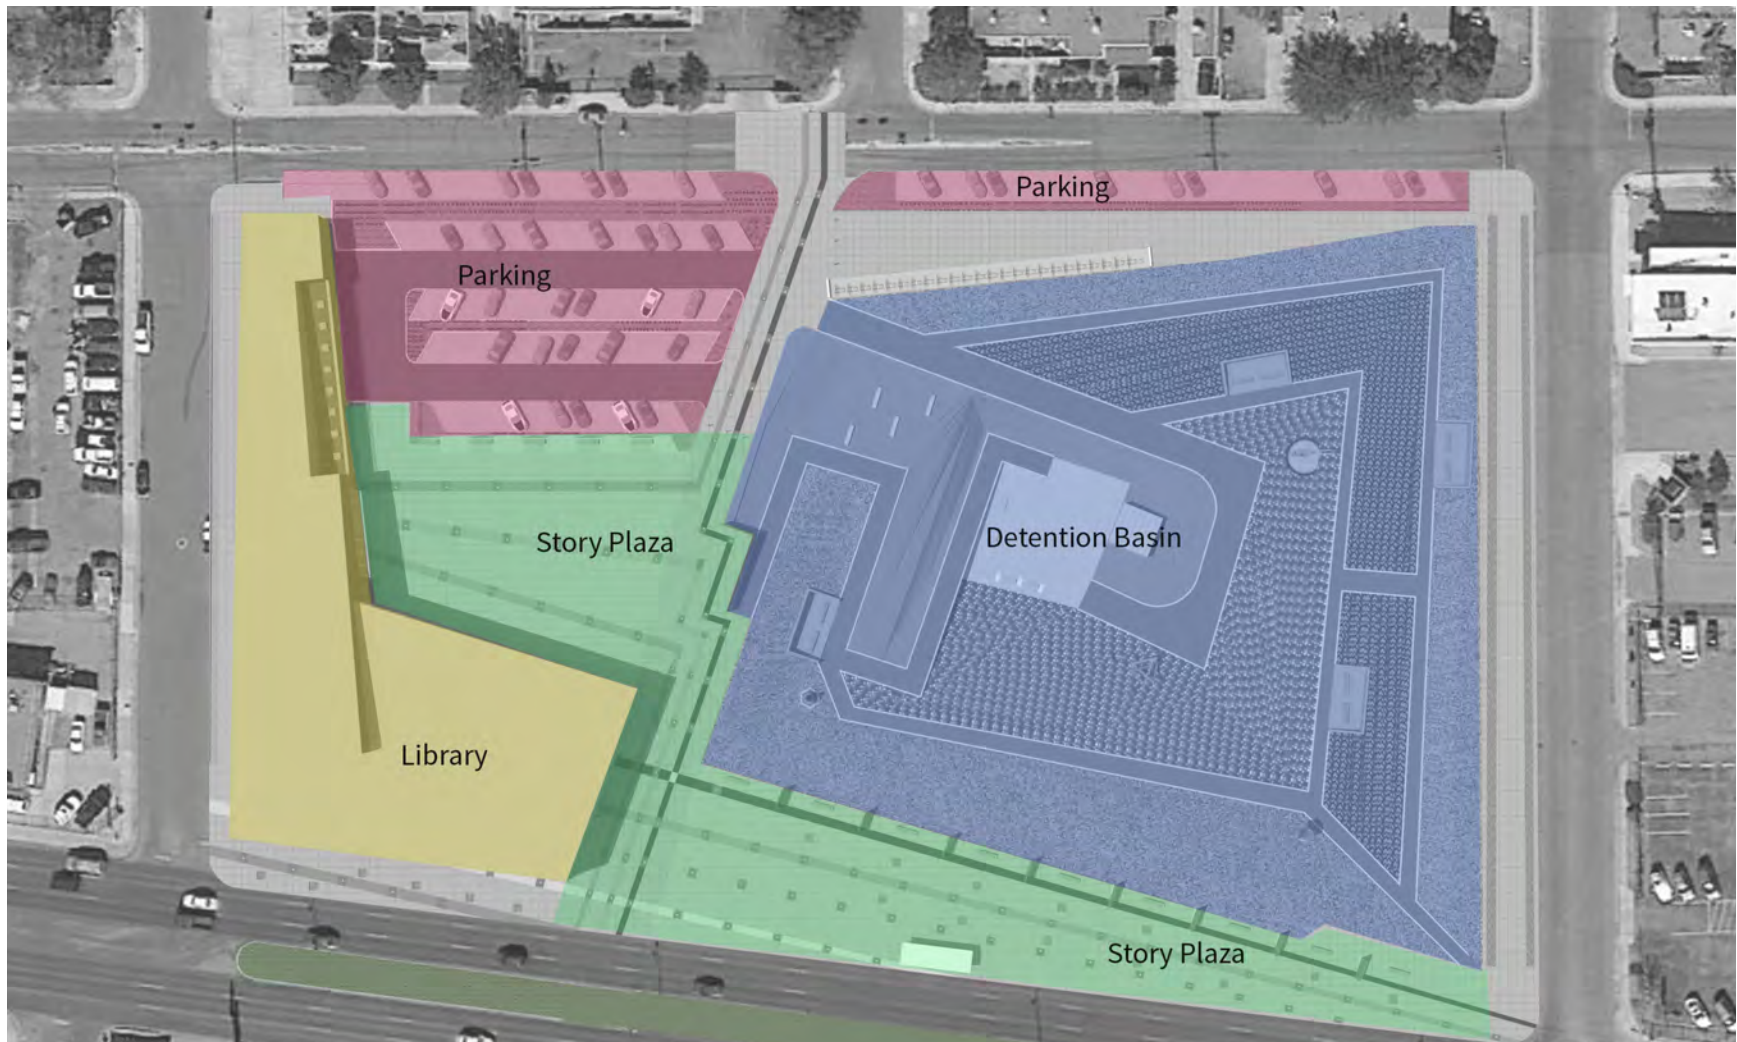 Parking
Parking
Story Plaza
Detention Basin
Library
Story Plaza